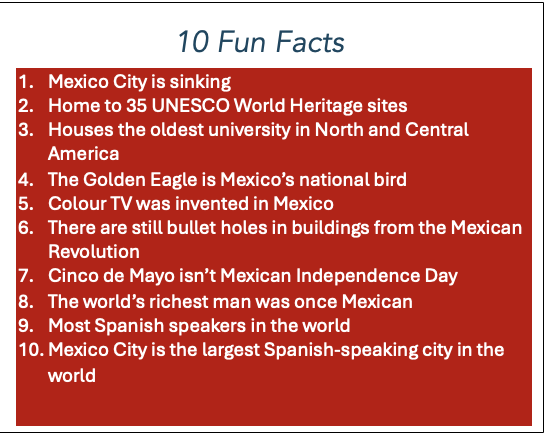 10 Fun Facts
1. Mexico City is sinking
2. Home to 35 UNESCO World Heritage sites
3. Houses the oldest university in North and Central
America
4. The Golden Eagle is Mexico’s national bird
5. Colour TV was invented in Mexico
6. There are still bullet holes in buildings from the Mexican
Revolution
7. Cinco de Mayo isn’t Mexican Independence Day
8. The world’s richest man was once Mexican
9. Most Spanish speakers in the world
10. Mexico City is the largest Spanish-speaking city in the
world